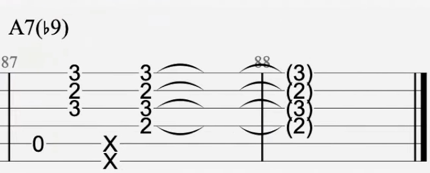 A7(♭9)
87 88
3 3 (3)
2 2 (2)
3 3 (3)
2 (2)
0 X
X